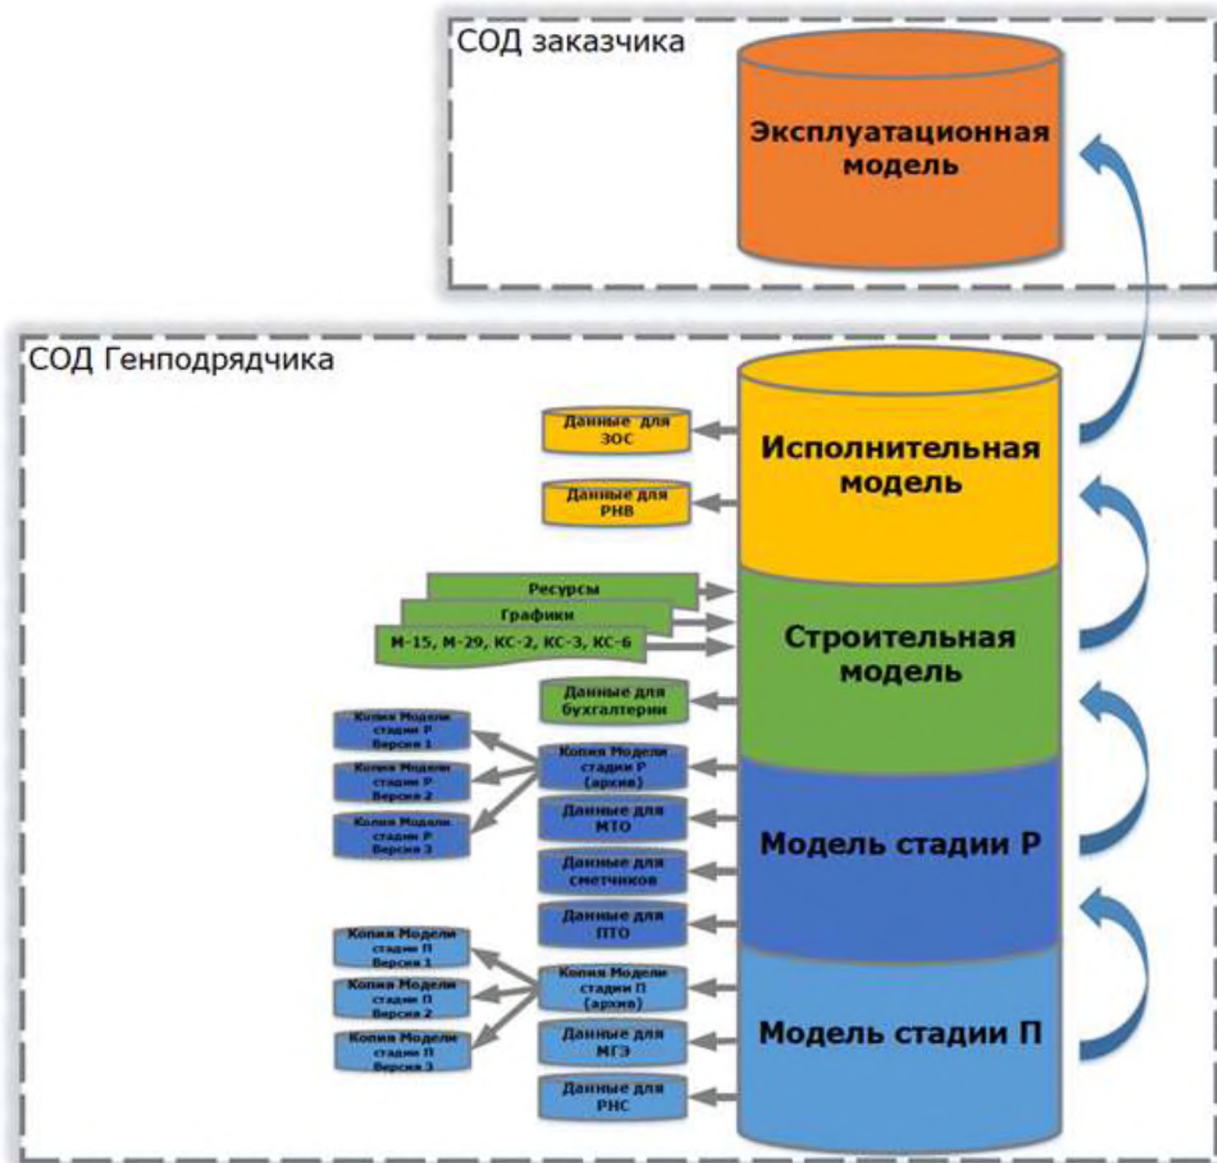 СОД заказчика
Эксплуатационная
модель
СОД Генподрядчика
Исполнительная
модель
Данные для
ЗОС
Данные для
РНВ
Ресурсы
Графики
М-15, М-29, КС-2, КС-3, КС-6
Строительная
модель
Данные для
бухгалтерии
Копия Модели
стадии Р
Версия 1
Копия Модели
стадии Р
Версия 2
Копия Модели
стадии Р
Версия 3
Копия Модели
стадии Р
(архив)
Данные для
МТО
Данные для
сметчиков
Данные для
ПТО
Модель стадии Р
Копия Модели
стадии П
Версия 1
Копия Модели
стадии П
Версия 2
Копия Модели
стадии П
Версия 3
Копия Модели
стадии П
(архив)
Данные для
МГЭ
Данные для
РНС
Модель стадии П